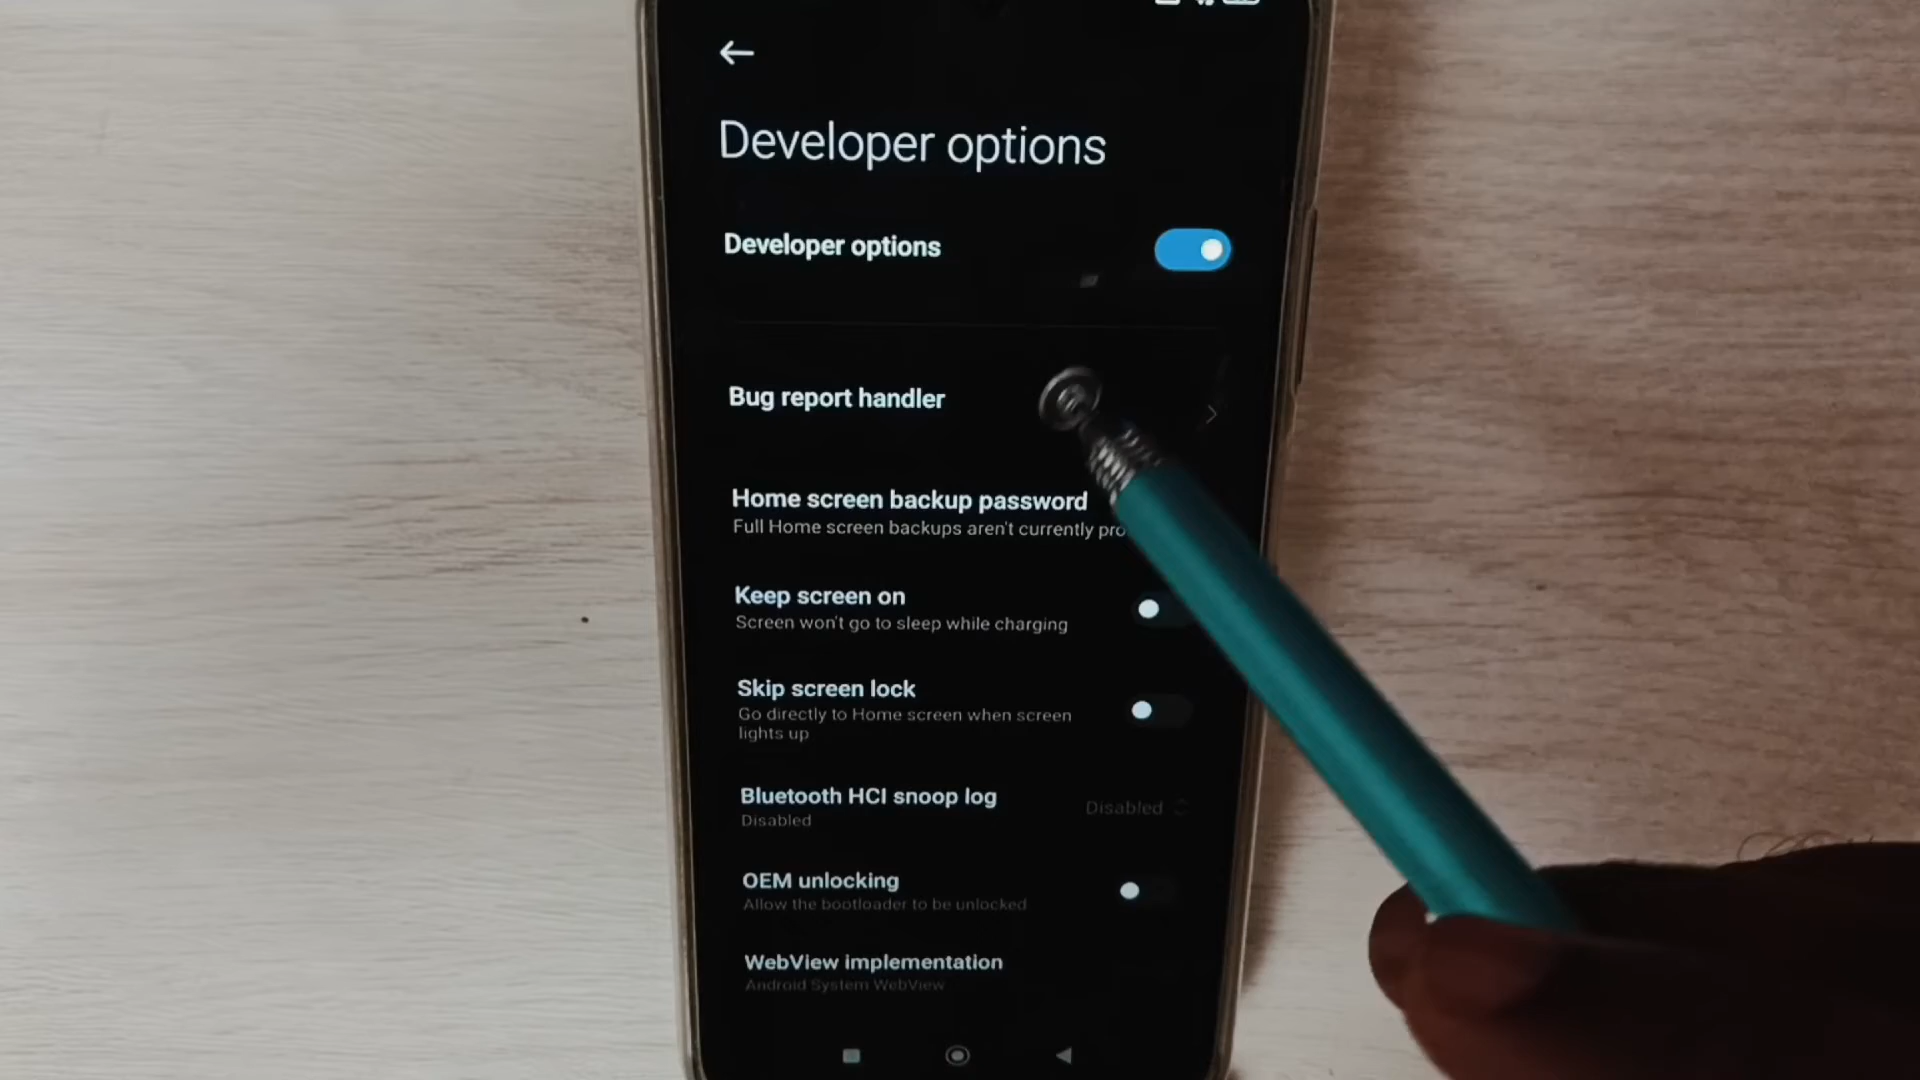 Developer options
Developer options
Bug report handler
Home screen backup password
Full Home screen backups aren't currently
Keep screen on
Screen won't go to sleep while charging
Skip screen lock
Go directly to Home screen when screen
lights up
Bluetooth HCI snoop log
Disabled
Disabled
OEM unlocking
Allow the bootloader to be unlocked
WebView implementation
Android System WebView